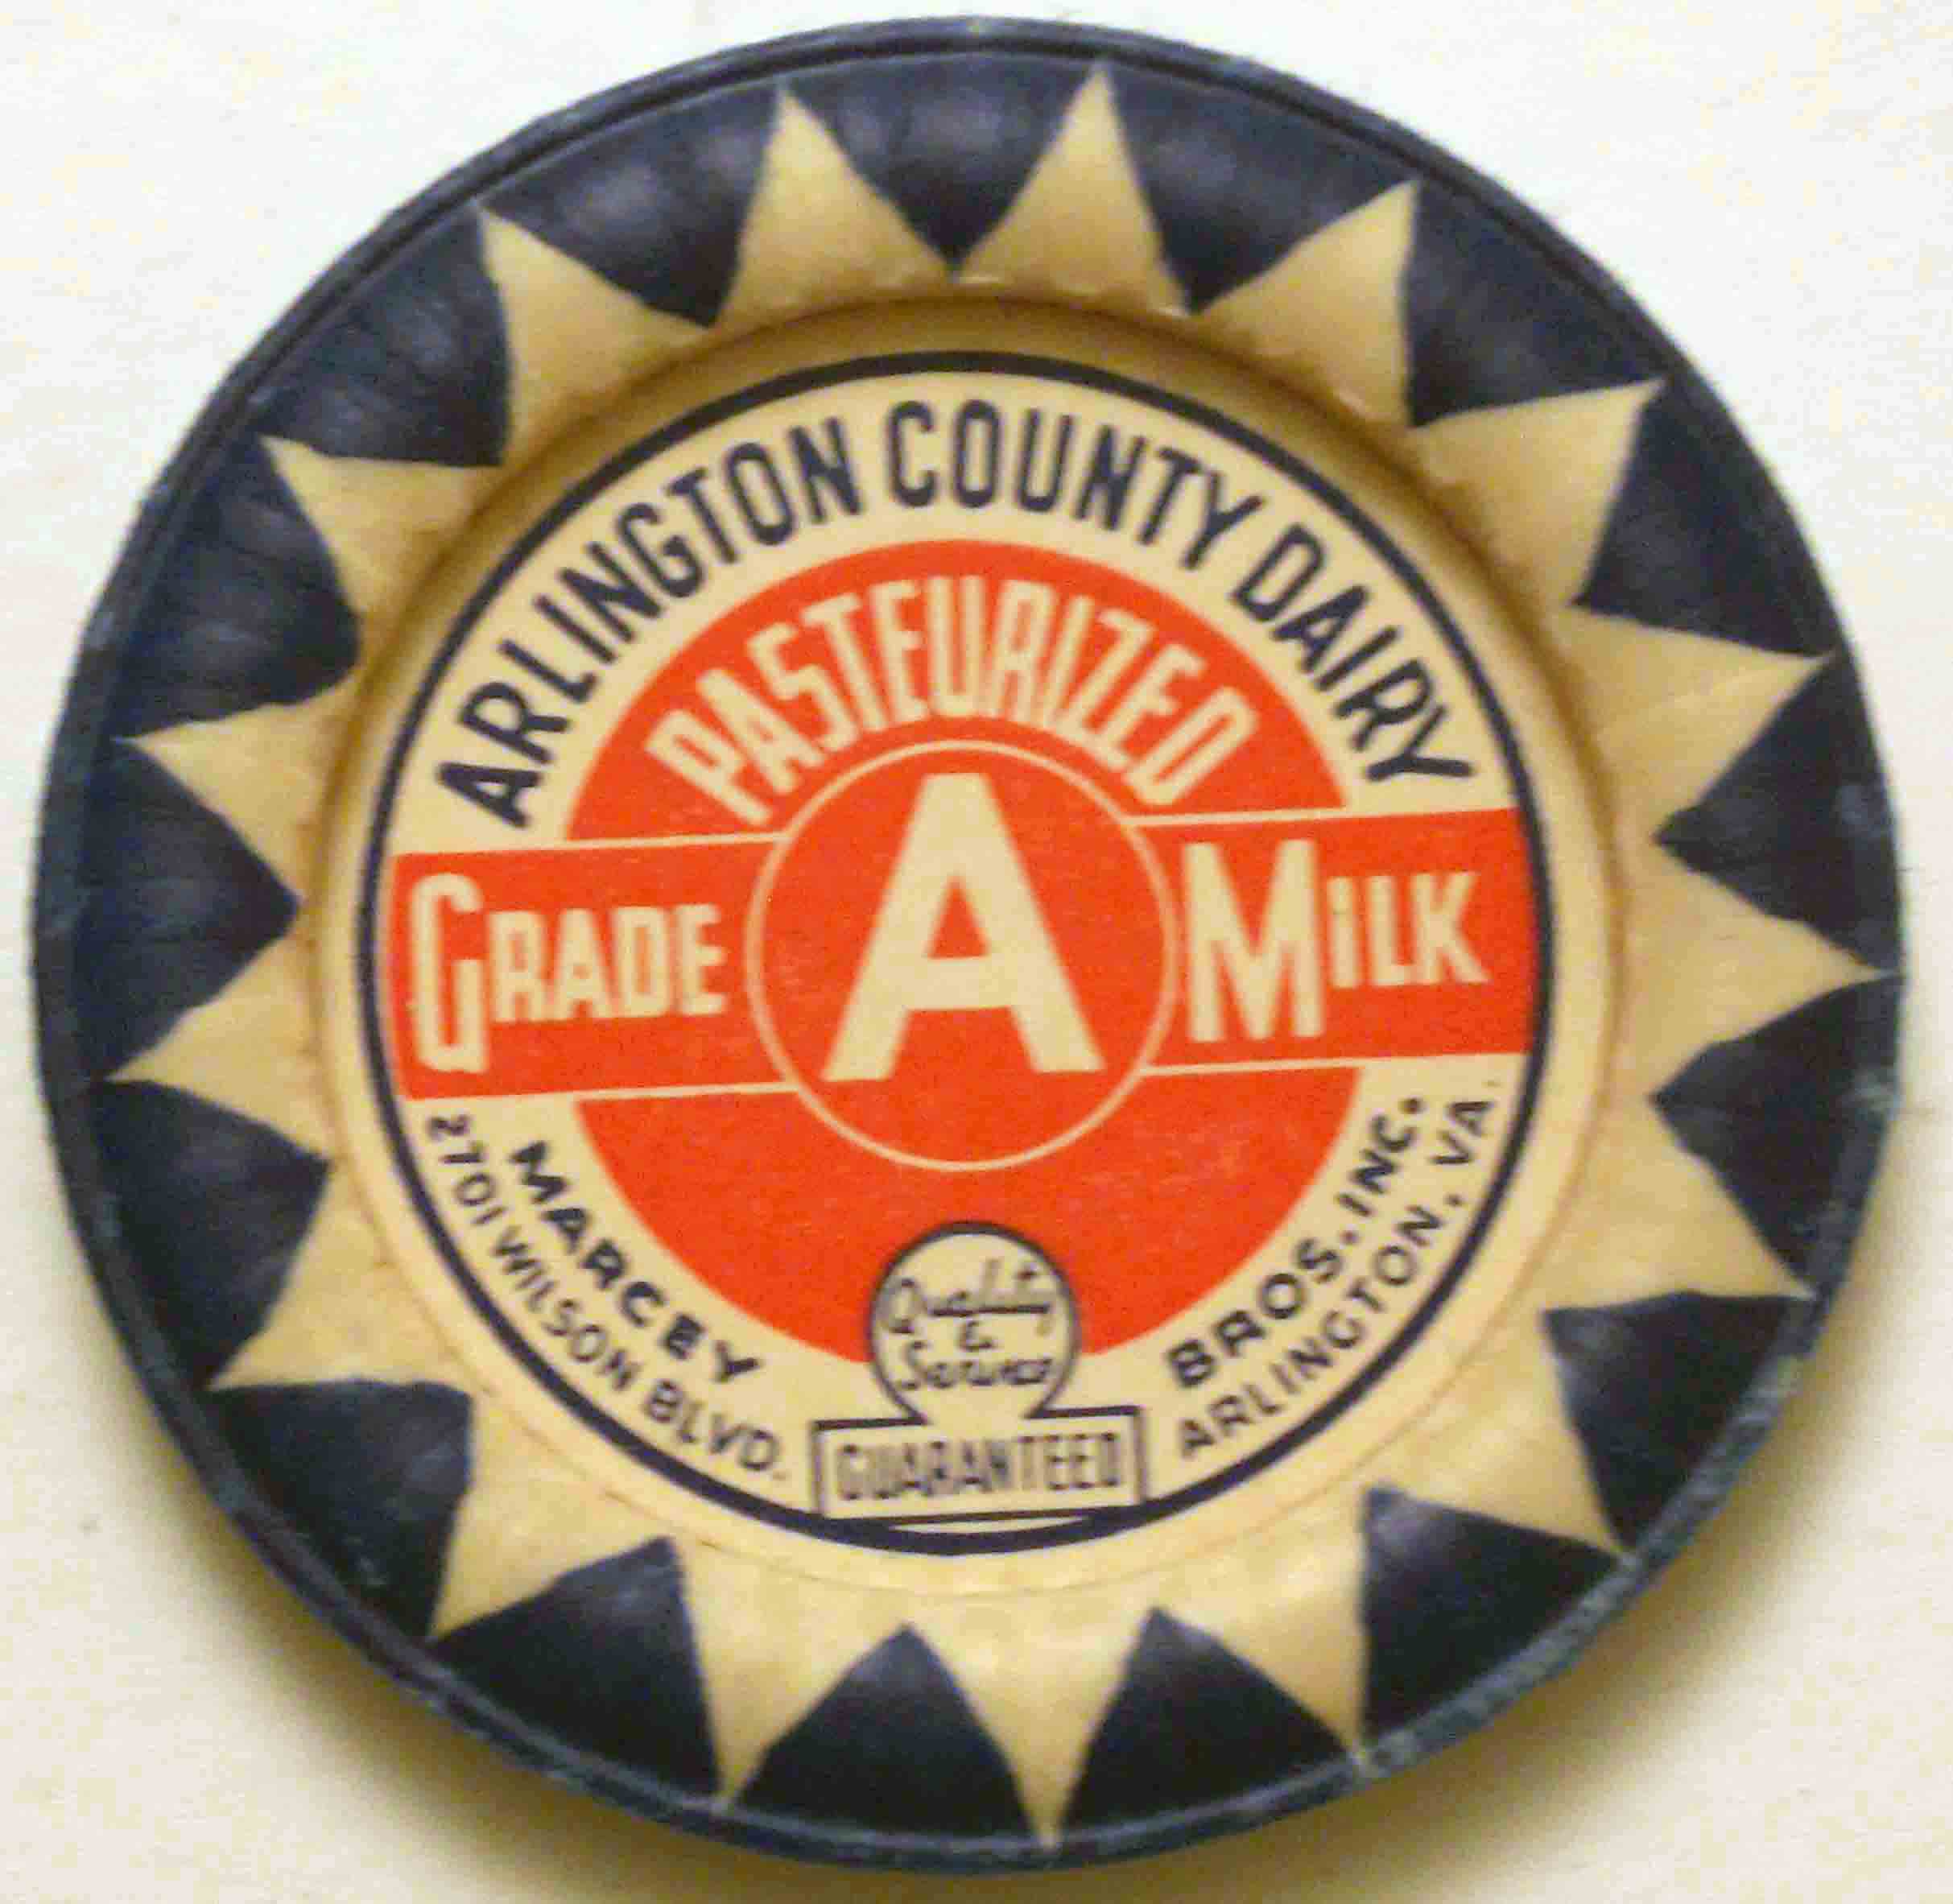 ARLINGTON COUNTY DAIRY
PASTEURIZED
GRADE A MILK
MARCEY BROS. INC.
2701 WILSON BLVD. ARLINGTON, VA.
Quality
&
Service
GUARANTEED